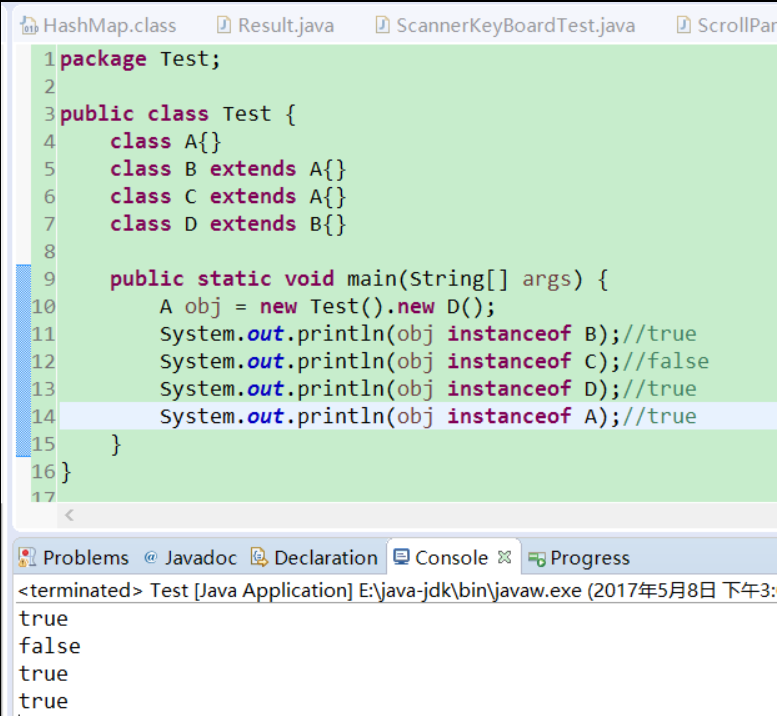 HashMap.class Result.java ScannerKeyBoardTest.java ScrollPar
1 package Test;
2
3 public class Test {
4 class A{}
5 class B extends A{}
6 class C extends A{}
7 class D extends B{}
8
9 public static void main(String[] args) {
10 A obj = new Test().new D();
11 System.out.println(obj instanceof B);//true
12 System.out.println(obj instanceof C);//false
13 System.out.println(obj instanceof D);//true
14 System.out.println(obj instanceof A);//true
15 }
16 }
17
Problems @ Javadoc Declaration Console Progress
<terminated> Test [Java Application] E:\java-jdk\bin\javaw.exe (2017年5月8日 下午3:
true
false
true
true